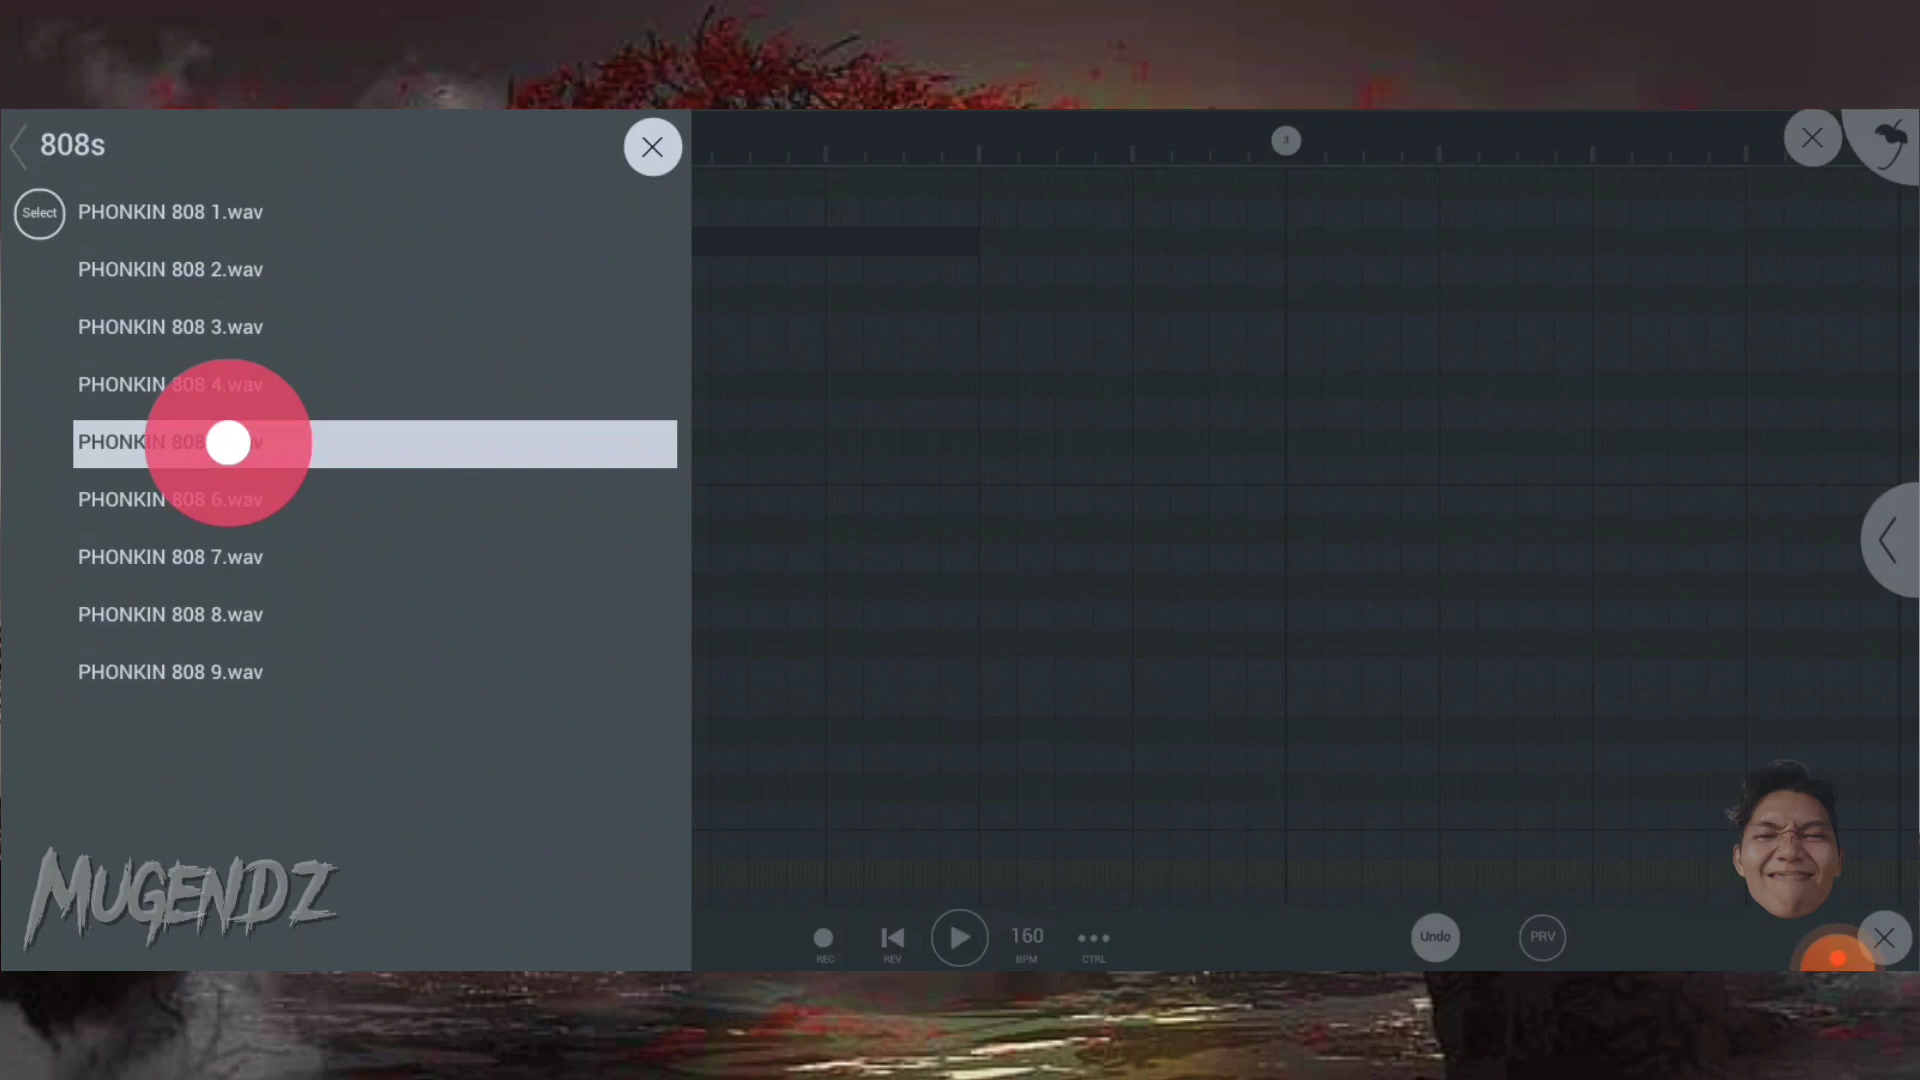 808s
Select
PHONKIN 808 1.wav
PHONKIN 808 2.wav
PHONKIN 808 3.wav
PHONKIN 808 4.wav
PHONKIN 808
PHONKIN 808 6.wav
PHONKIN 808 7.wav
PHONKIN 808 8.wav
PHONKIN 808 9.wav
MUGENDZ
3
REC
REV
160
BPM
CTRL
Undo
PRV